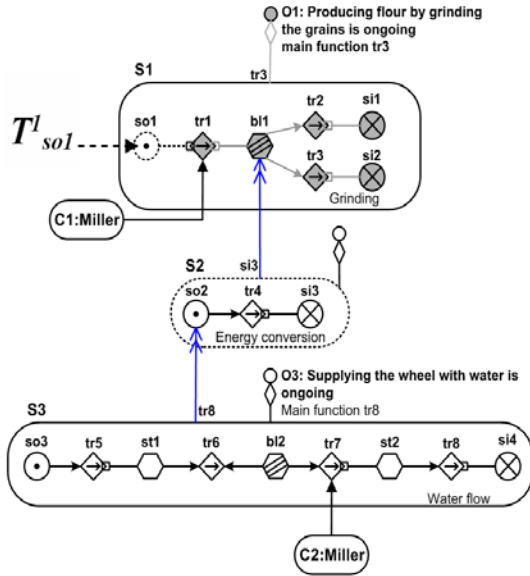 O1: Producing flour by grinding
the grains is ongoing
main function tr3
S1
tr3
T¹so1
so1 tr1 bl1 tr2 si1
tr3 si2
Grinding
C1:Miller
S2
si3
so2 tr4 si3
Energy conversion
O3: Supplying the wheel with water is
ongoing
Main function tr8
S3
tr8
so3 tr5 st1 tr6 bl2 tr7 st2 tr8 si4
Water flow
C2:Miller